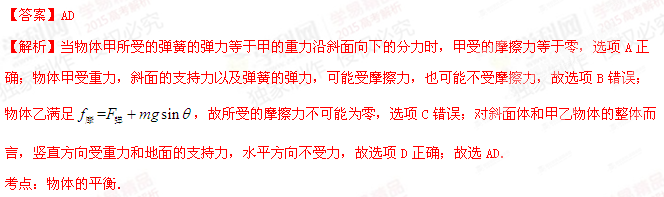 【答案】AD
【解析】当物体甲所受的弹簧的弹力等于甲的重力沿斜面向下的分力时，甲受的摩擦力等于零，选项 A 正
确；物体甲受重力，斜面的支持力以及弹簧的弹力，可能受摩擦力，也可能不受摩擦力，故选项 B 错误；
物体乙满足 f摩=F弹+mg sin θ，故所受的摩擦力不可能为零，选项 C 错误；对斜面体和甲乙物体的整体而
言，竖直方向受重力和地面的支持力，水平方向不受力，故选项 D 正确；故选 AD．
考点：物体的平衡．